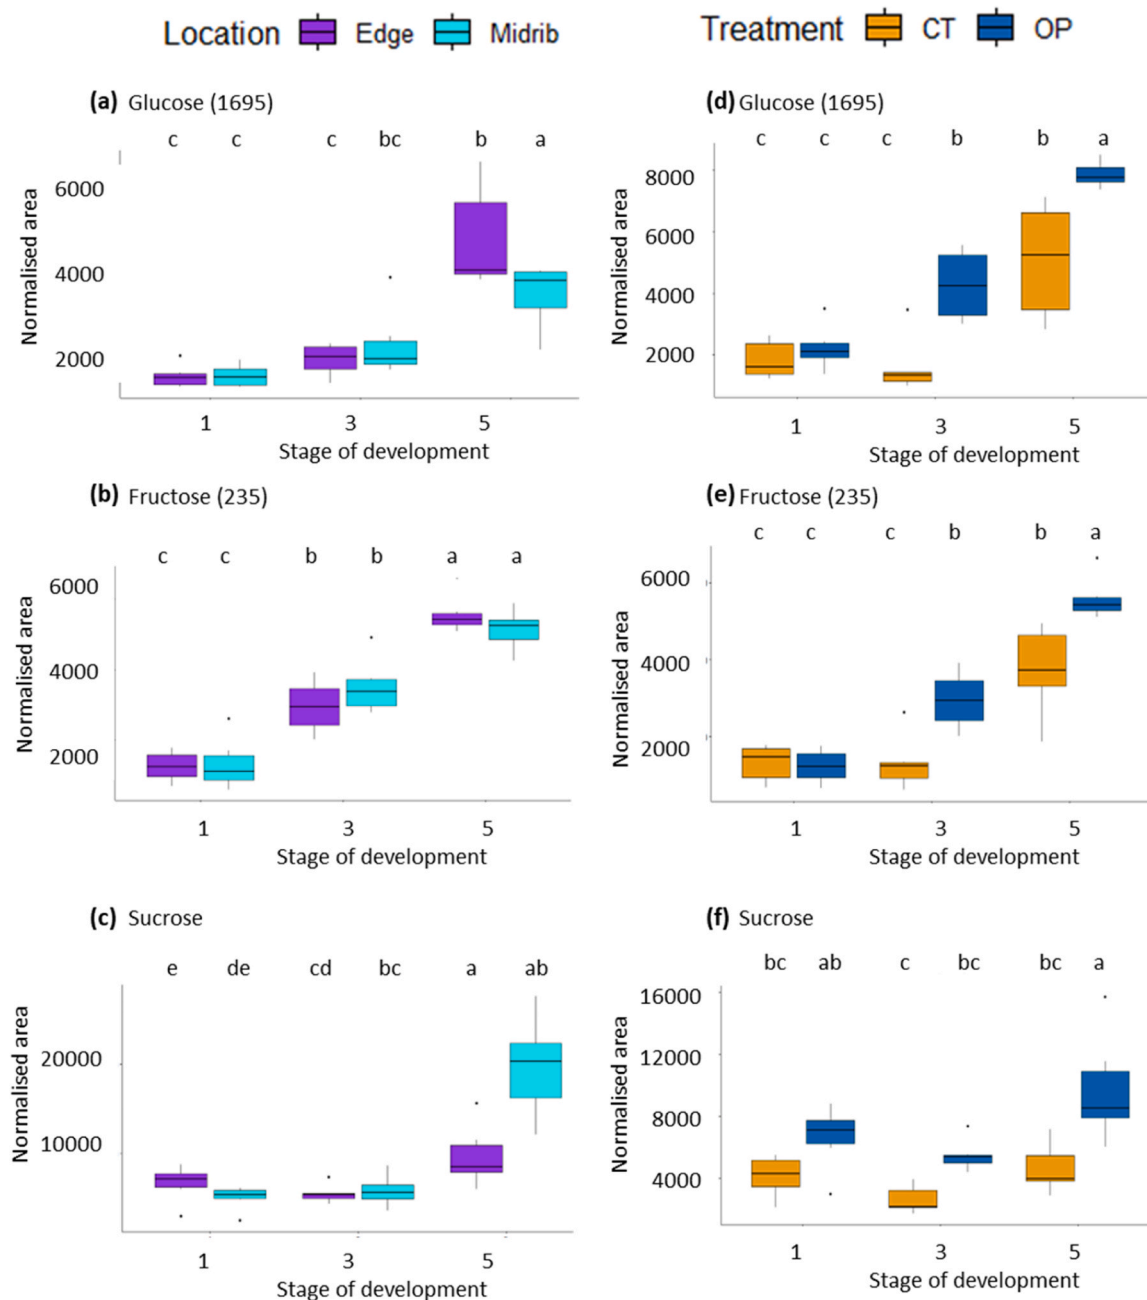 Location Edge Midrib
Treatment CT OP
(a) Glucose (1695)
c c c bc b a
Normalised area
6000
4000
2000
1 3 5
Stage of development
(d) Glucose (1695)
c c c b b a
Normalised area
8000
6000
4000
2000
1 3 5
Stage of development
(b) Fructose (235)
c c b b a a
Normalised area
6000
4000
2000
1 3 5
Stage of development
(e) Fructose (235)
c c c b b a
Normalised area
6000
4000
2000
1 3 5
Stage of development
(c) Sucrose
e de cd bc a ab
Normalised area
20000
10000
1 3 5
Stage of development
(f) Sucrose
bc ab c bc bc a
Normalised area
16000
12000
8000
4000
1 3 5
Stage of development